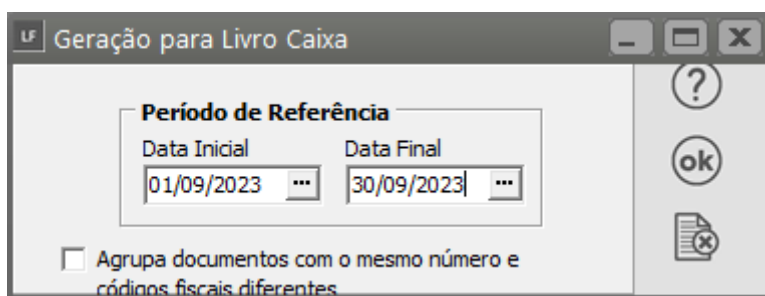 LF Geração para Livro Caixa
Período de Referência
Data Inicial Data Final
01/09/2023 ... 30/09/2023 ...
Agrupa documentos com o mesmo número e
códigos fiscais diferentes
?
ok